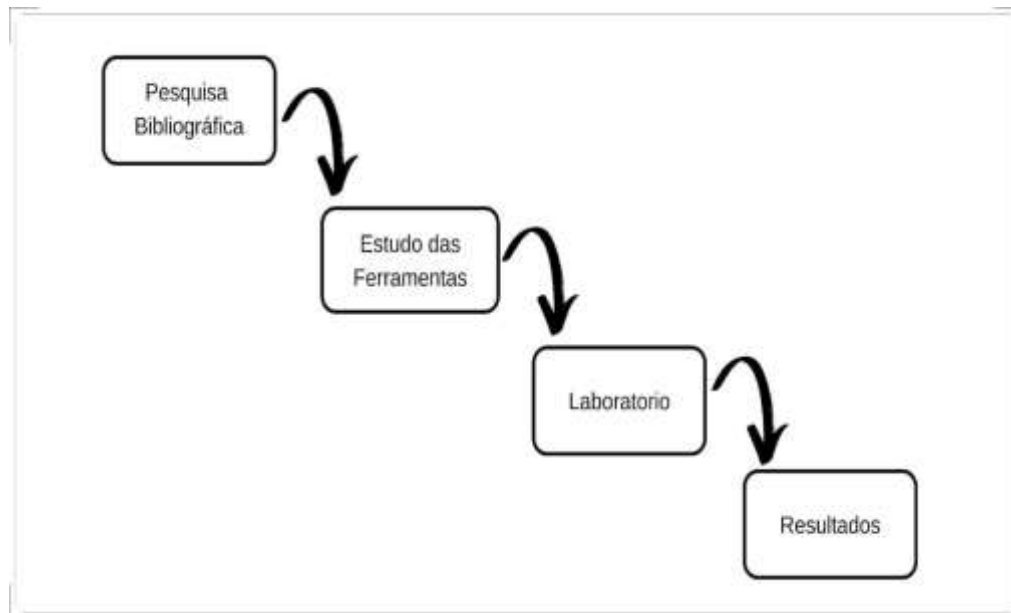 Pesquisa
Bibliográfica
Estudo das
Ferramentas
Laboratorio
Resultados